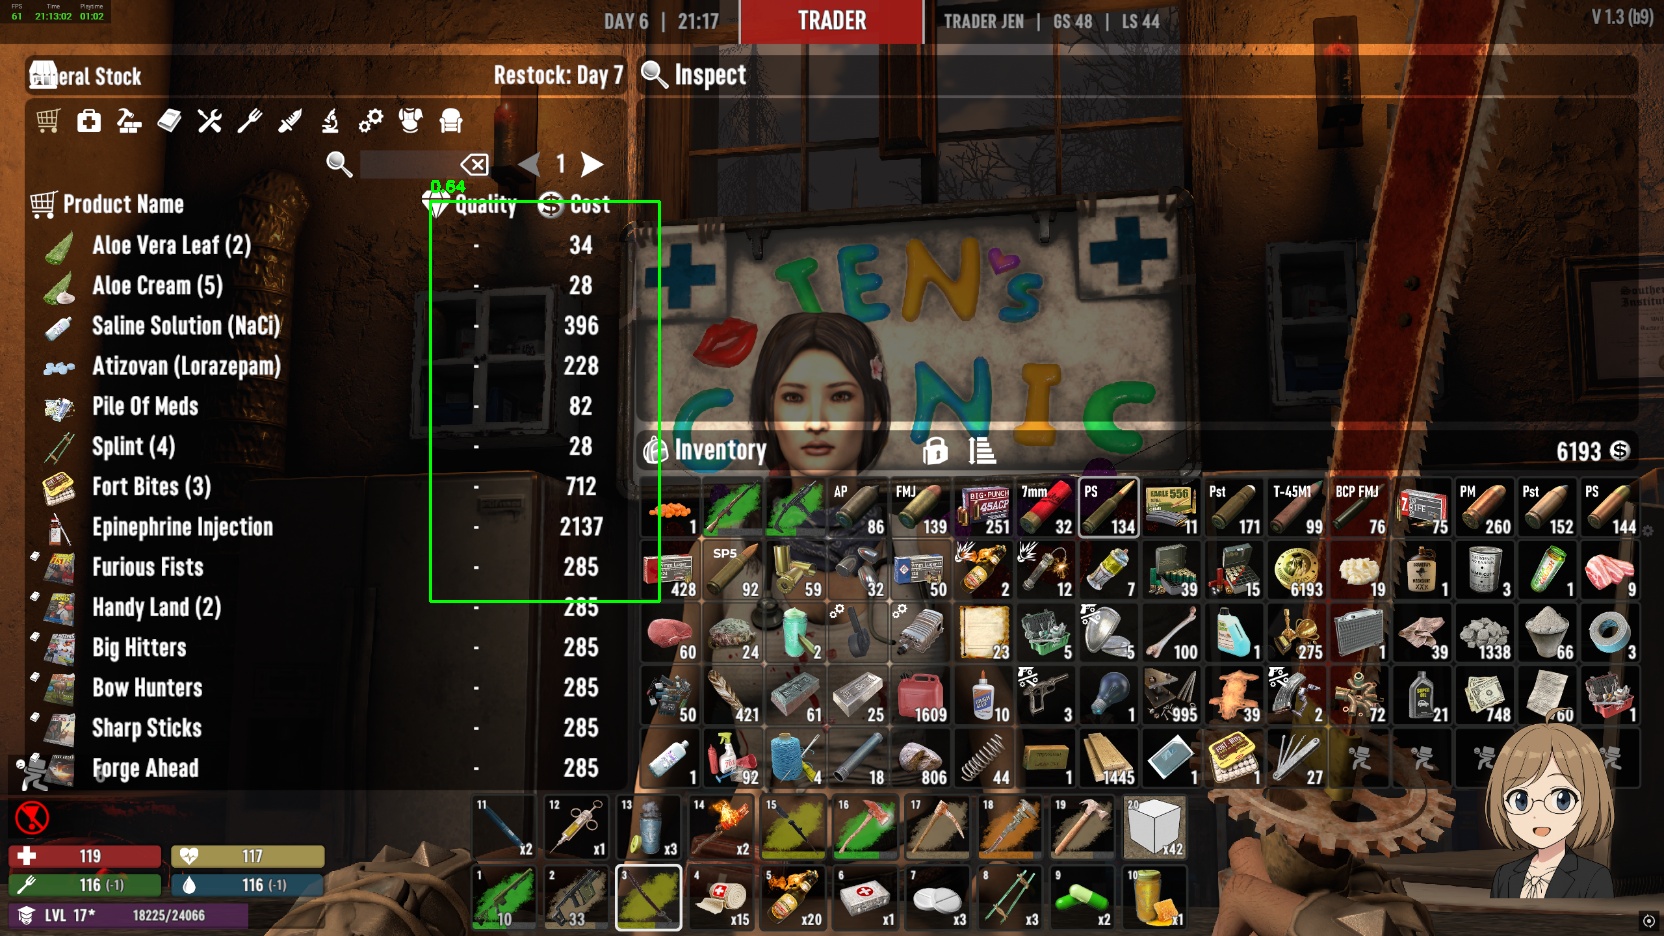 FPS Time Playtime
61 21:13:02 01:02
DAY 6 | 21:17
TRADER
TRADER JEN | GS 48 | LS 44
V 1.3 (b9)
eral Stock
Restock: Day 7
Inspect
1
0.64
Product Name
Quality
Cost
Aloe Vera Leaf (2) - 34
Aloe Cream (5) - 28
Saline Solution (NaCi) - 396
Atizovan (Lorazepam) - 228
Pile Of Meds - 82
Splint (4) - 28
Fort Bites (3) - 712
Epinephrine Injection - 2137
Furious Fists - 285
Handy Land (2) - 285
Big Hitters - 285
Bow Hunters - 285
Sharp Sticks - 285
Forge Ahead - 285
Inventory
6193
AP FMJ 7mm PS Pst T-45M1 BCP FMJ PM Pst PS
1 86 139 251 32 134 11 171 99 76 75 260 152 144
SP5
428 92 59 32 50 2 12 7 39 15 6193 19 1 3 1 9
60 24 2 23 5 5 100 1 275 1 39 1338 66 3
50 421 61 25 1609 10 3 1 995 39 2 72 21 748 60 1
1 92 4 18 806 44 1 1445 1 1 27
11 12 13 14 15 16 17 18 19 20
x2 x1 x3 x2 x42
1 2 3 4 5 6 7 8 9 10
10 33 x15 x20 x1 x3 x3 x2 x1
119
117
116 (-1)
116 (-1)
LVL 17* 18225/24066